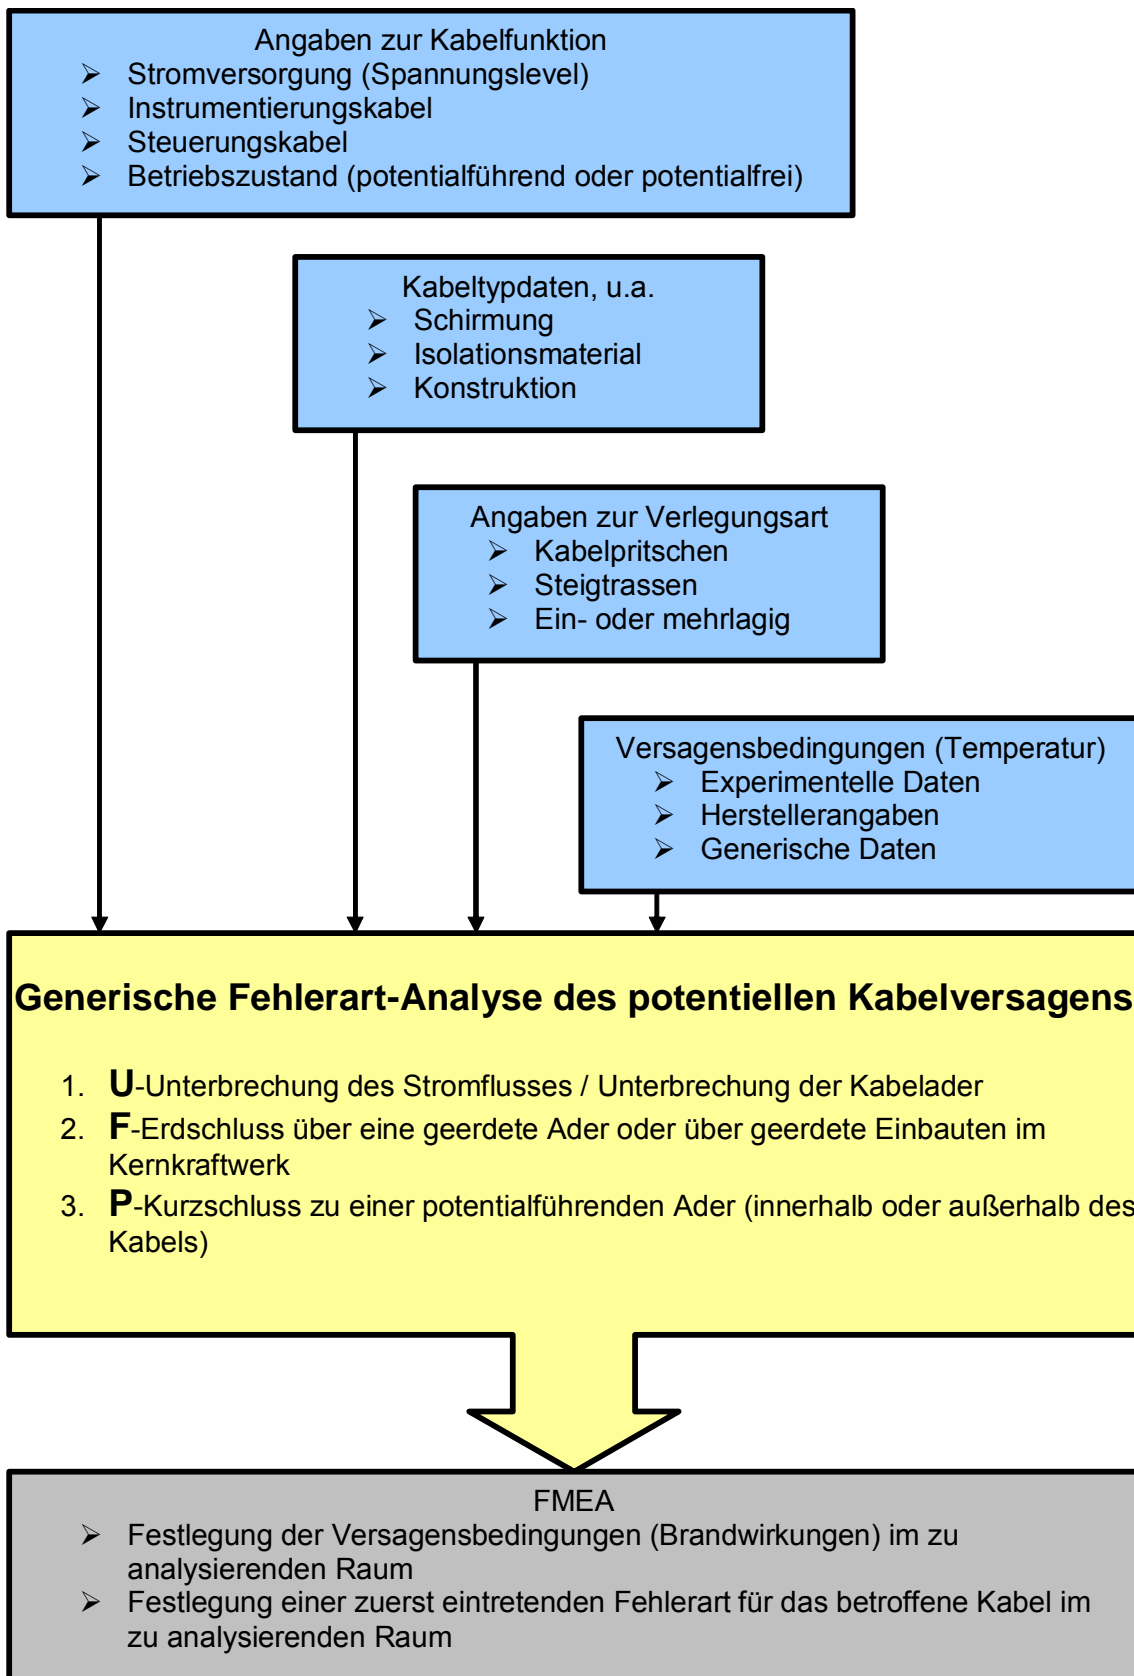 Angaben zur Kabelfunktion
➢ Stromversorgung (Spannungslevel)
➢ Instrumentierungskabel
➢ Steuerungskabel
➢ Betriebszustand (potentialführend oder potentialfrei)
Kabeltypdaten, u.a.
➢ Schirmung
➢ Isolationsmaterial
➢ Konstruktion
Angaben zur Verlegungsart
➢ Kabelpritschen
➢ Steigtrassen
➢ Ein- oder mehrlagig
Versagensbedingungen (Temperatur)
➢ Experimentelle Daten
➢ Herstellerangaben
➢ Generische Daten
Generische Fehlerart-Analyse des potentiellen Kabelversagens
1. U-Unterbrechung des Stromflusses / Unterbrechung der Kabelader
2. F-Erdschluss über eine geerdete Ader oder über geerdete Einbauten im
Kernkraftwerk
3. P-Kurzschluss zu einer potentialführenden Ader (innerhalb oder außerhalb des
Kabels)
FMEA
➢ Festlegung der Versagensbedingungen (Brandwirkungen) im zu
analysierenden Raum
➢ Festlegung einer zuerst eintretenden Fehlerart für das betroffene Kabel im
zu analysierenden Raum